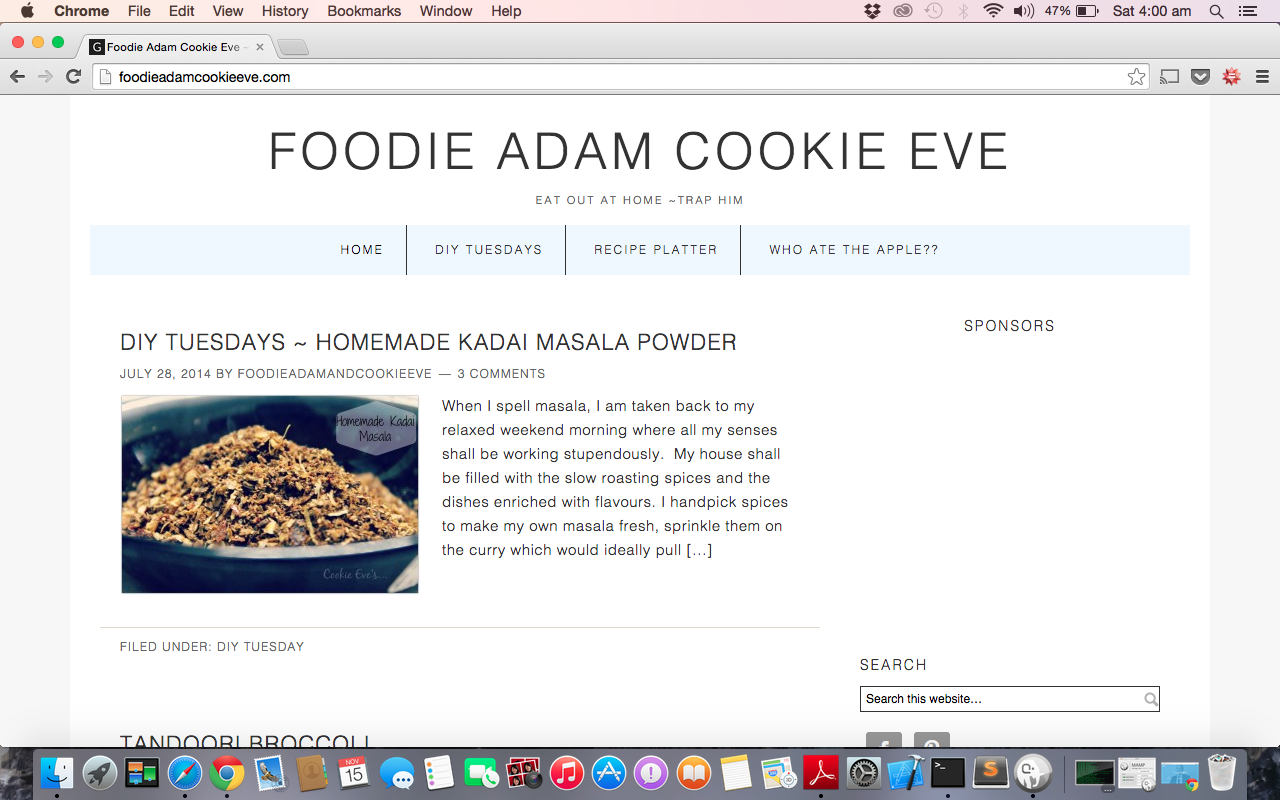 Chrome File Edit View History Bookmarks Window Help 47% Sat 4:00 am
G Foodie Adam Cookie Eve
foodieadamcookieeve.com
FOODIE ADAM COOKIE EVE
EAT OUT AT HOME ~TRAP HIM
HOME DIY TUESDAYS RECIPE PLATTER WHO ATE THE APPLE??
SPONSORS
DIY TUESDAYS ~ HOMEMADE KADAI MASALA POWDER
JULY 28, 2014 BY FOODIEADAMANDCOOKIEEVE — 3 COMMENTS
Homemade Kadai
Masala
Cookie Eve's...
When I spell masala, I am taken back to my
relaxed weekend morning where all my senses
shall be working stupendously.  My house shall
be filled with the slow roasting spices and the
dishes enriched with flavours. I handpick spices
to make my own masala fresh, sprinkle them on
the curry which would ideally pull […]
FILED UNDER: DIY TUESDAY
SEARCH
Search this website…
TANDOORI BROCCOLI
NOV
15